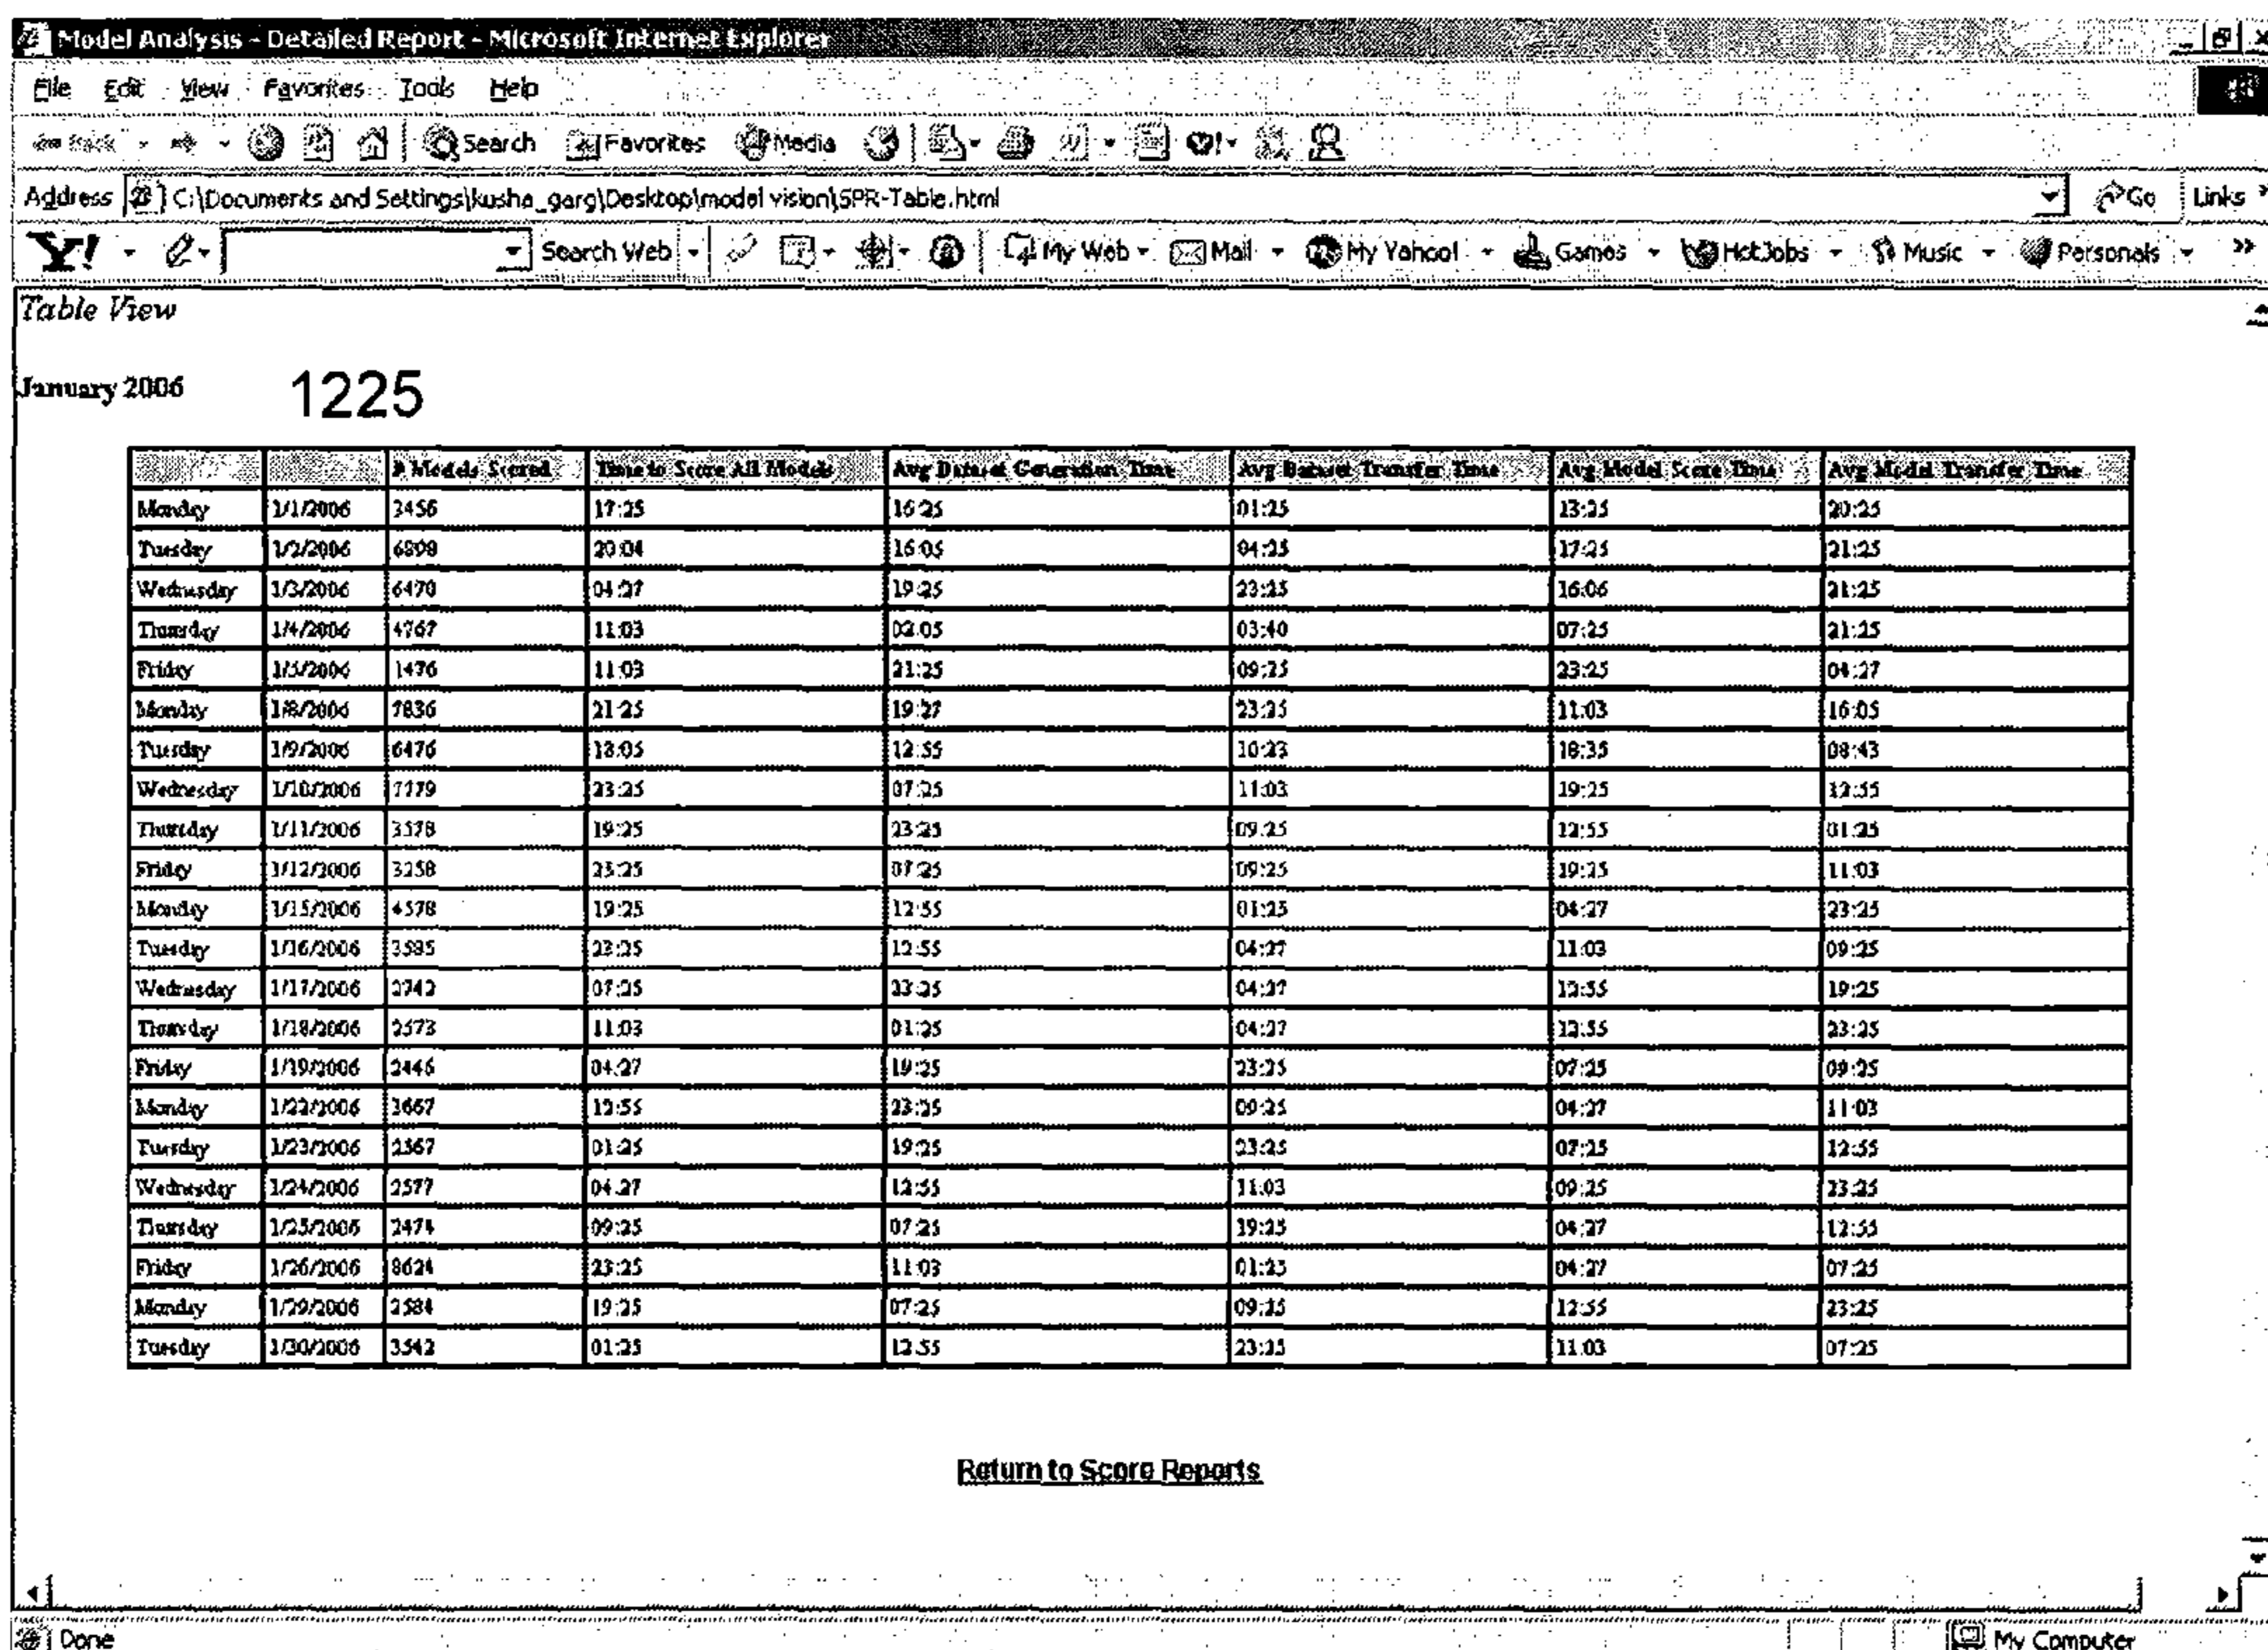 Model Analysis - Detailed Report - Microsoft Internet Explorer
File Edit View Favorites Tools Help
Back Search Favorites Media
Address C:\Documents and Settings\kusha_garg\Desktop\model vision\SPR-Table.html Go Links »
Y! Search Web My Web Mail My Yahoo! Games HotJobs Music Personals »
Table View
January 2006 1225
# Models Scored Time to Score All Models Avg Dataset Generation Time Avg Dataset Transfer Time Avg Model Score Time Avg Model Transfer Time
Monday 1/1/2006 3456 17:25 16:25 01:25 13:25 20:25
Tuesday 1/2/2006 20:04 16:05 04:25 17:25 21:25
Wednesday 1/3/2006 04:27 19:25 23:25 16:06 21:25
Thursday 1/4/2006 4767 11:03 02:05 03:40 07:25 21:25
Friday 1/5/2006 1476 11:03 21:25 09:25 23:25 04:27
Monday 1/8/2006 7836 21:25 19:27 23:25 11:03 16:05
Tuesday 1/9/2006 6476 18:05 12:55 10:23 18:35 08:43
Wednesday 1/10/2006 23:25 07:25 11:03 19:25 12:55
Thursday 1/11/2006 3578 19:25 23:25 09:25 12:55 01:25
Friday 1/12/2006 3258 23:25 07:25 09:25 19:25 11:03
Monday 1/15/2006 4578 19:25 12:55 01:25 04:27 23:25
Tuesday 1/16/2006 3585 23:25 12:55 04:27 11:03 09:25
Wednesday 1/17/2006 2742 07:25 23:25 04:27 12:55 19:25
Thursday 1/18/2006 2573 11:03 01:25 04:27 12:55 23:25
Friday 1/19/2006 2446 04:27 19:25 23:25 07:25 09:25
Monday 1/22/2006 3667 12:55 23:25 09:25 04:27 11:03
Tuesday 1/23/2006 2567 01:25 19:25 23:25 07:25 12:55
Wednesday 1/24/2006 2577 04:27 12:55 11:03 09:25 23:25
Thursday 1/25/2006 2474 09:25 07:25 19:25 04:27 12:55
Friday 1/26/2006 8624 23:25 11:03 01:25 04:27 07:25
Monday 1/29/2006 2584 19:25 07:25 09:25 12:55 23:25
Tuesday 1/30/2006 3542 01:25 12:55 23:25 11:03 07:25
Return to Score Reports
Done My Computer